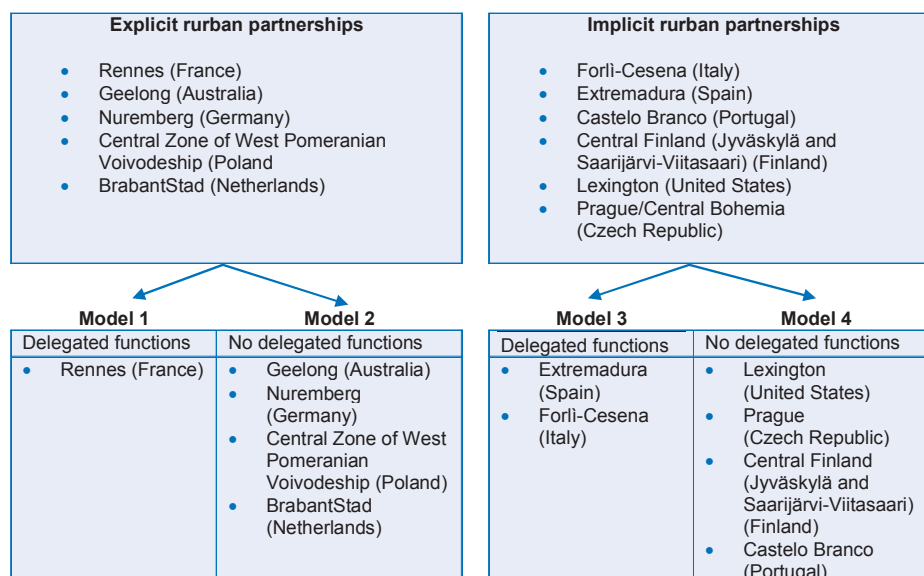 Explicit rurban partnerships
• Rennes (France)
• Geelong (Australia)
• Nuremberg (Germany)
• Central Zone of West Pomeranian
Voivodeship (Poland
• BrabantStad (Netherlands)
Implicit rurban partnerships
• Forlì-Cesena (Italy)
• Extremadura (Spain)
• Castelo Branco (Portugal)
• Central Finland (Jyväskylä and
Saarijärvi-Viitasaari) (Finland)
• Lexington (United States)
• Prague/Central Bohemia
(Czech Republic)
Model 1
Delegated functions
• Rennes (France)
Model 2
No delegated functions
• Geelong (Australia)
• Nuremberg
(Germany)
• Central Zone of West
Pomeranian
Voivodeship (Poland)
• BrabantStad
(Netherlands)
Model 3
Delegated functions
• Extremadura
(Spain)
• Forlì-Cesena
(Italy)
Model 4
No delegated functions
• Lexington
(United States)
• Prague
(Czech Republic)
• Central Finland
(Jyväskylä and
Saarijärvi-Viitasaari)
(Finland)
• Castelo Branco
(Portugal)